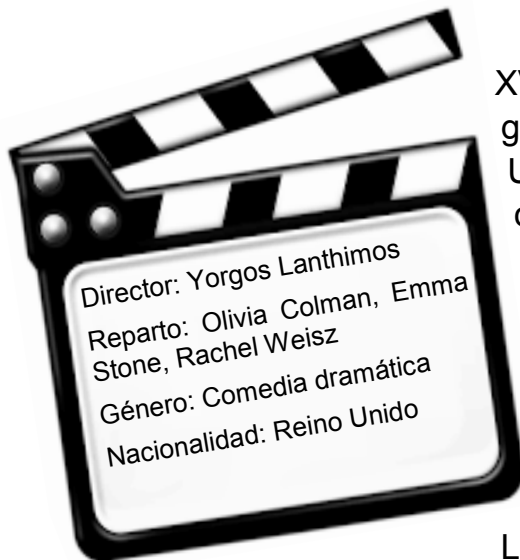 Director: Yorgos Lanthimos
Reparto: Olivia Colman, Emma
Stone, Rachel Weisz
Género: Comedia dramática
Nacionalidad: Reino Unido